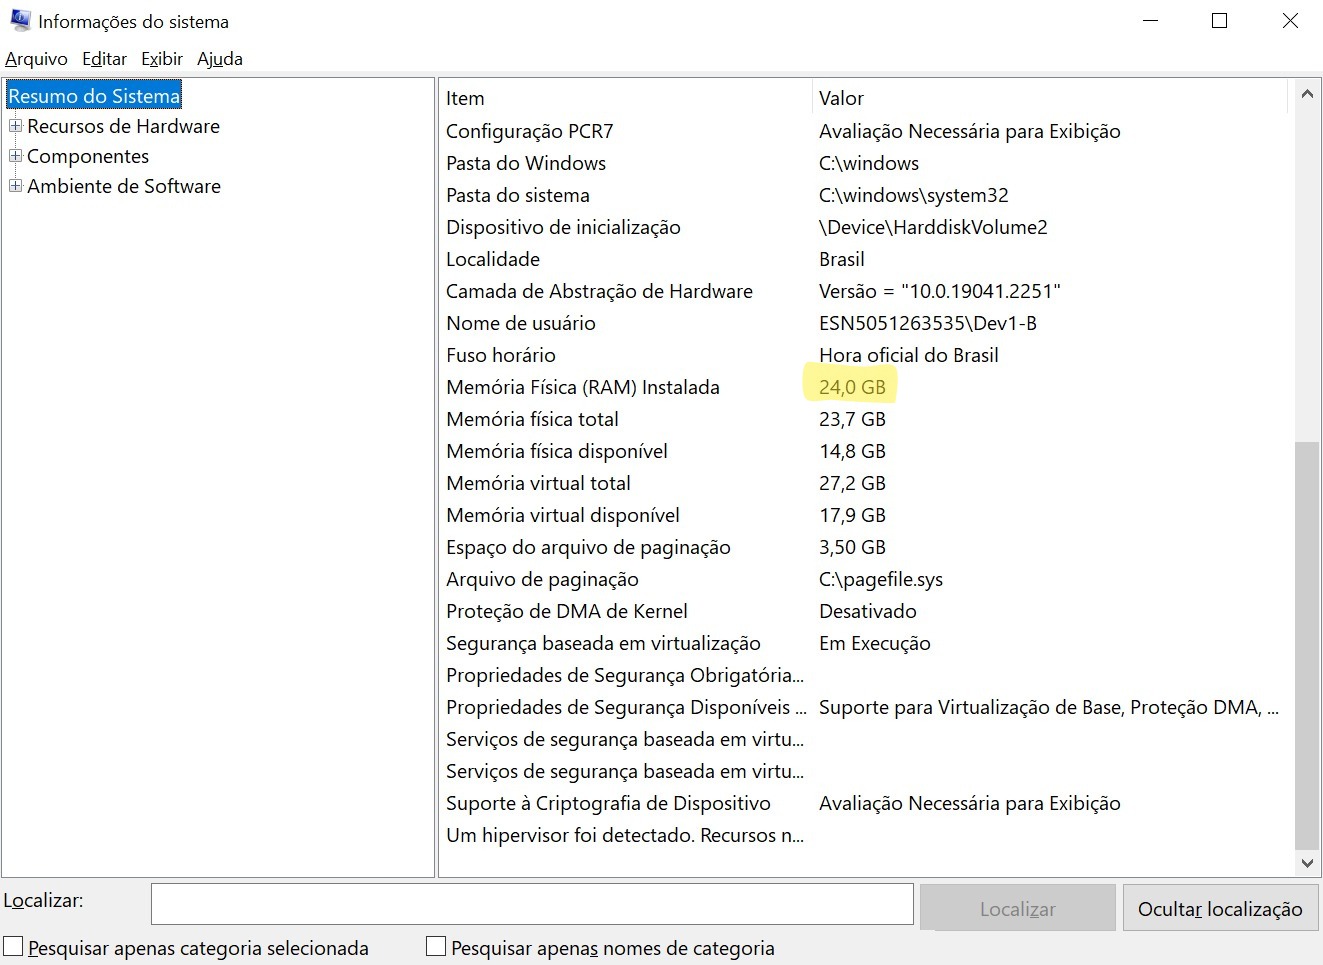 Informações do sistema
Arquivo Editar Exibir Ajuda
Resumo do Sistema
Recursos de Hardware
Componentes
Ambiente de Software
Item Valor
Configuração PCR7 Avaliação Necessária para Exibição
Pasta do Windows C:\windows
Pasta do sistema C:\windows\system32
Dispositivo de inicialização \Device\HarddiskVolume2
Localidade Brasil
Camada de Abstração de Hardware Versão = "10.0.19041.2251"
Nome de usuário ESN5051263535\Dev1-B
Fuso horário Hora oficial do Brasil
Memória Física (RAM) Instalada 24,0 GB
Memória física total 23,7 GB
Memória física disponível 14,8 GB
Memória virtual total 27,2 GB
Memória virtual disponível 17,9 GB
Espaço do arquivo de paginação 3,50 GB
Arquivo de paginação C:\pagefile.sys
Proteção de DMA de Kernel Desativado
Segurança baseada em virtualização Em Execução
Propriedades de Segurança Obrigatória...
Propriedades de Segurança Disponíveis ... Suporte para Virtualização de Base, Proteção DMA, ...
Serviços de segurança baseada em virtu...
Serviços de segurança baseada em virtu...
Suporte à Criptografia de Dispositivo Avaliação Necessária para Exibição
Um hipervisor foi detectado. Recursos n...
Localizar: Localizar Ocultar localização
Pesquisar apenas categoria selecionada Pesquisar apenas nomes de categoria